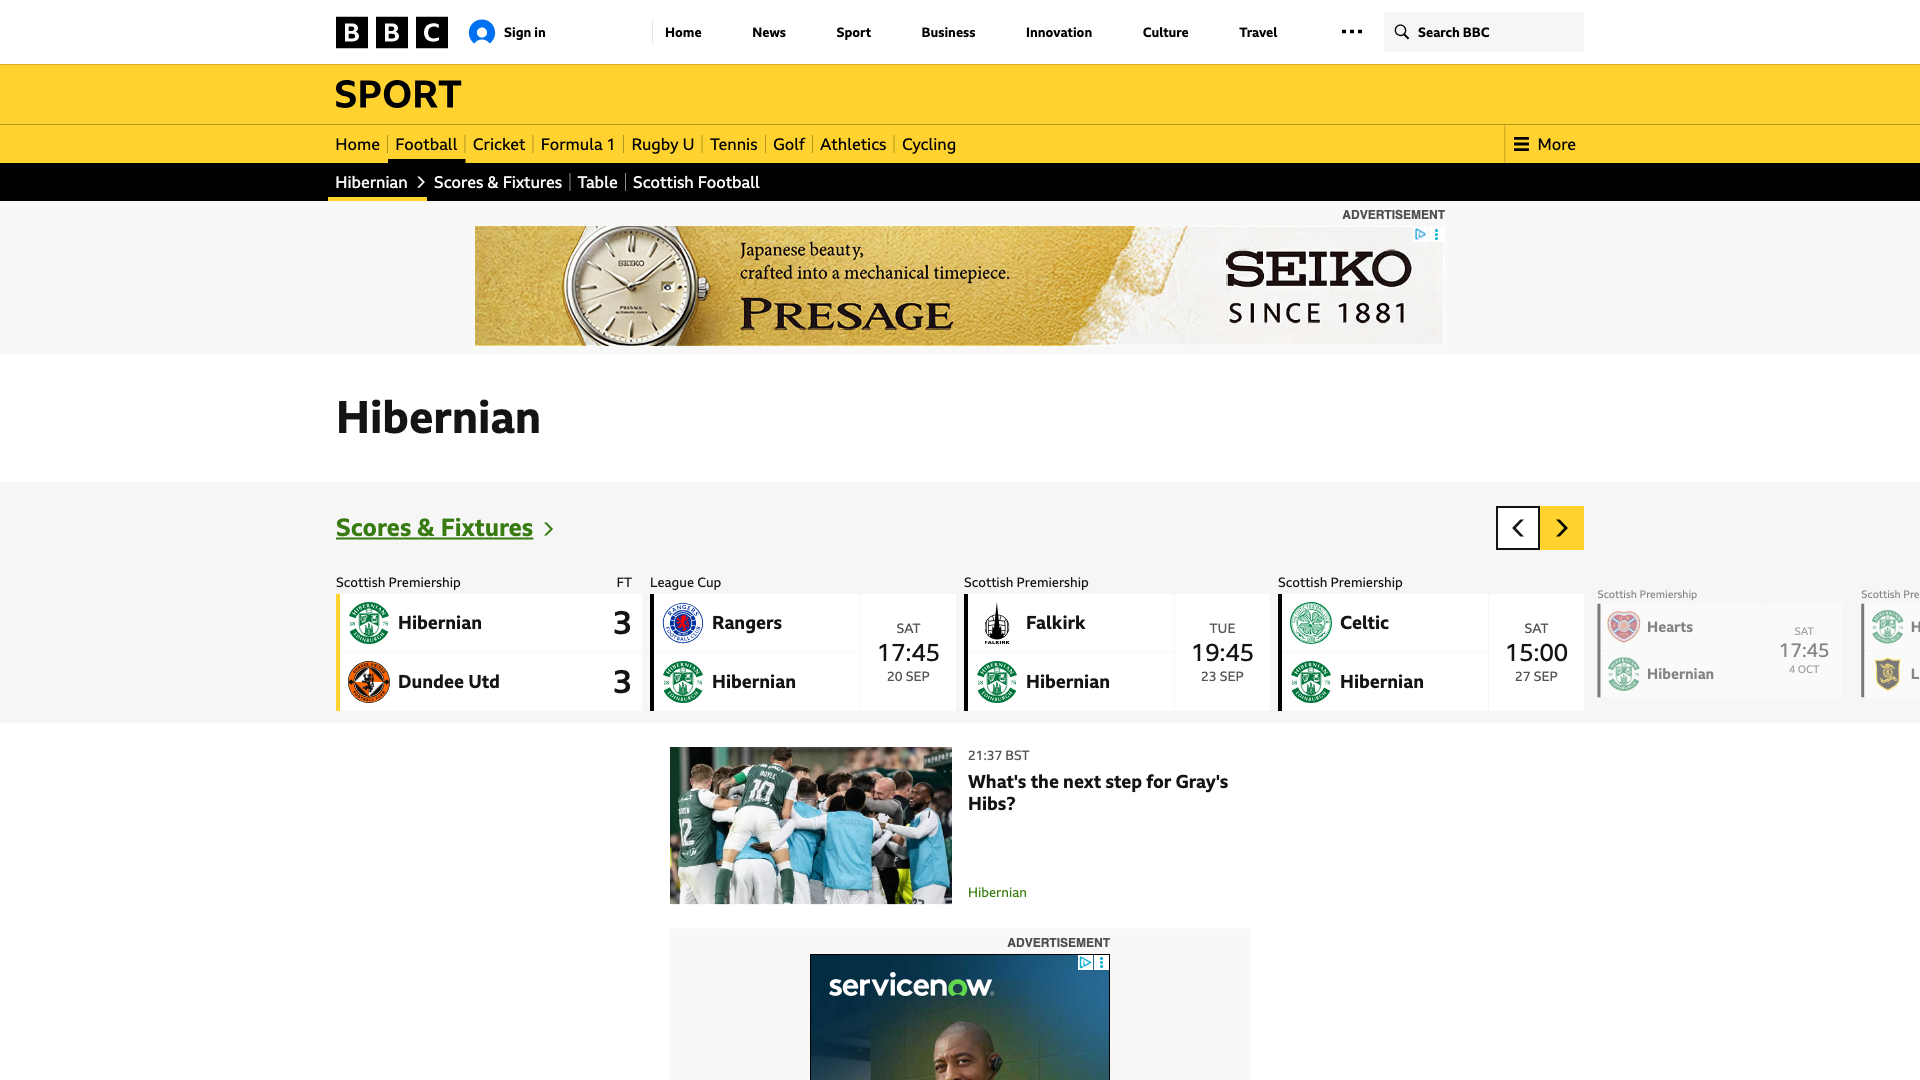 BBC
Sign in
Home
News
Sport
Business
Innovation
Culture
Travel
Search BBC
SPORT
Home
Football
Cricket
Formula 1
Rugby U
Tennis
Golf
Athletics
Cycling
More
Hibernian
Scores & Fixtures
Table
Scottish Football
ADVERTISEMENT
SEIKO
Japanese beauty,
crafted into a mechanical timepiece.
PRESAGE
SEIKO
SINCE 1881
Hibernian
Scores & Fixtures
Scottish Premiership FT
Hibernian 3
Dundee Utd 3
League Cup
Rangers
Hibernian
SAT
17:45
20 SEP
Scottish Premiership
Falkirk
Hibernian
TUE
19:45
23 SEP
Scottish Premiership
Celtic
Hibernian
SAT
15:00
27 SEP
Scottish Premiership
Hearts
Hibernian
SAT
17:45
4 OCT
Scottish Pre
H
L
21:37 BST
What's the next step for Gray's
Hibs?
Hibernian
ADVERTISEMENT
servicenow